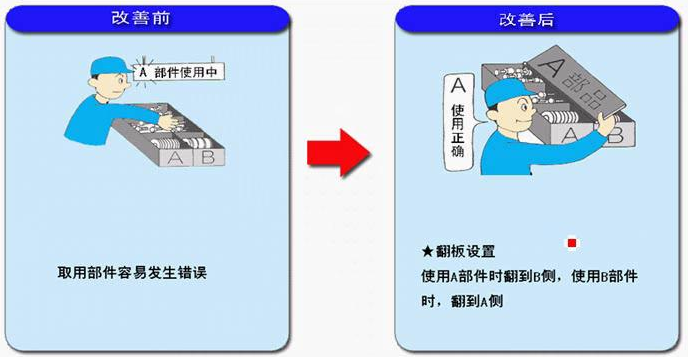 改善前
A 部件使用中
A B
取用部件容易发生错误
改善后
A部品
A使用正确
A B
★翻板设置
使用A部件时翻到B侧，使用B部件
时，翻到A侧